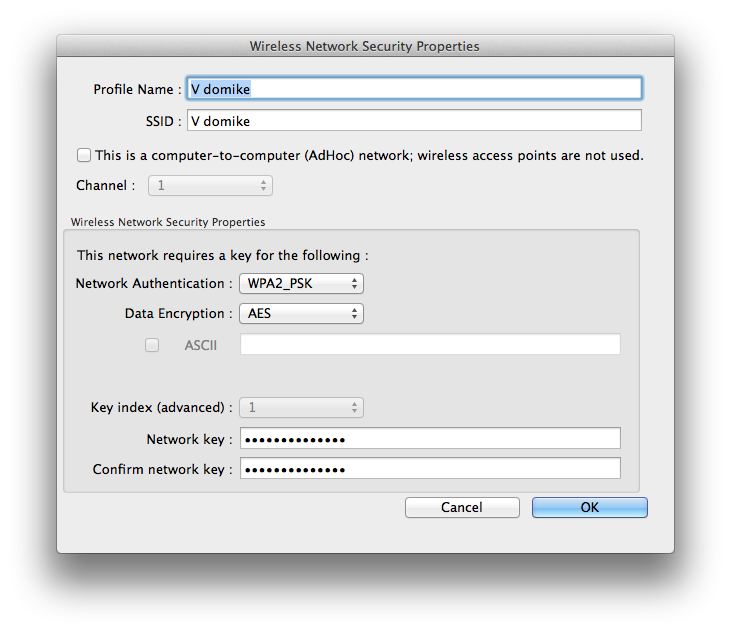 Wireless Network Security Properties
Profile Name : V domike
SSID : V domike
This is a computer-to-computer (AdHoc) network; wireless access points are not used.
Channel : 1
Wireless Network Security Properties
This network requires a key for the following :
Network Authentication : WPA2_PSK
Data Encryption : AES
ASCII
Key index (advanced) : 1
Network key : ••••••••••••••
Confirm network key : ••••••••••••••
Cancel OK